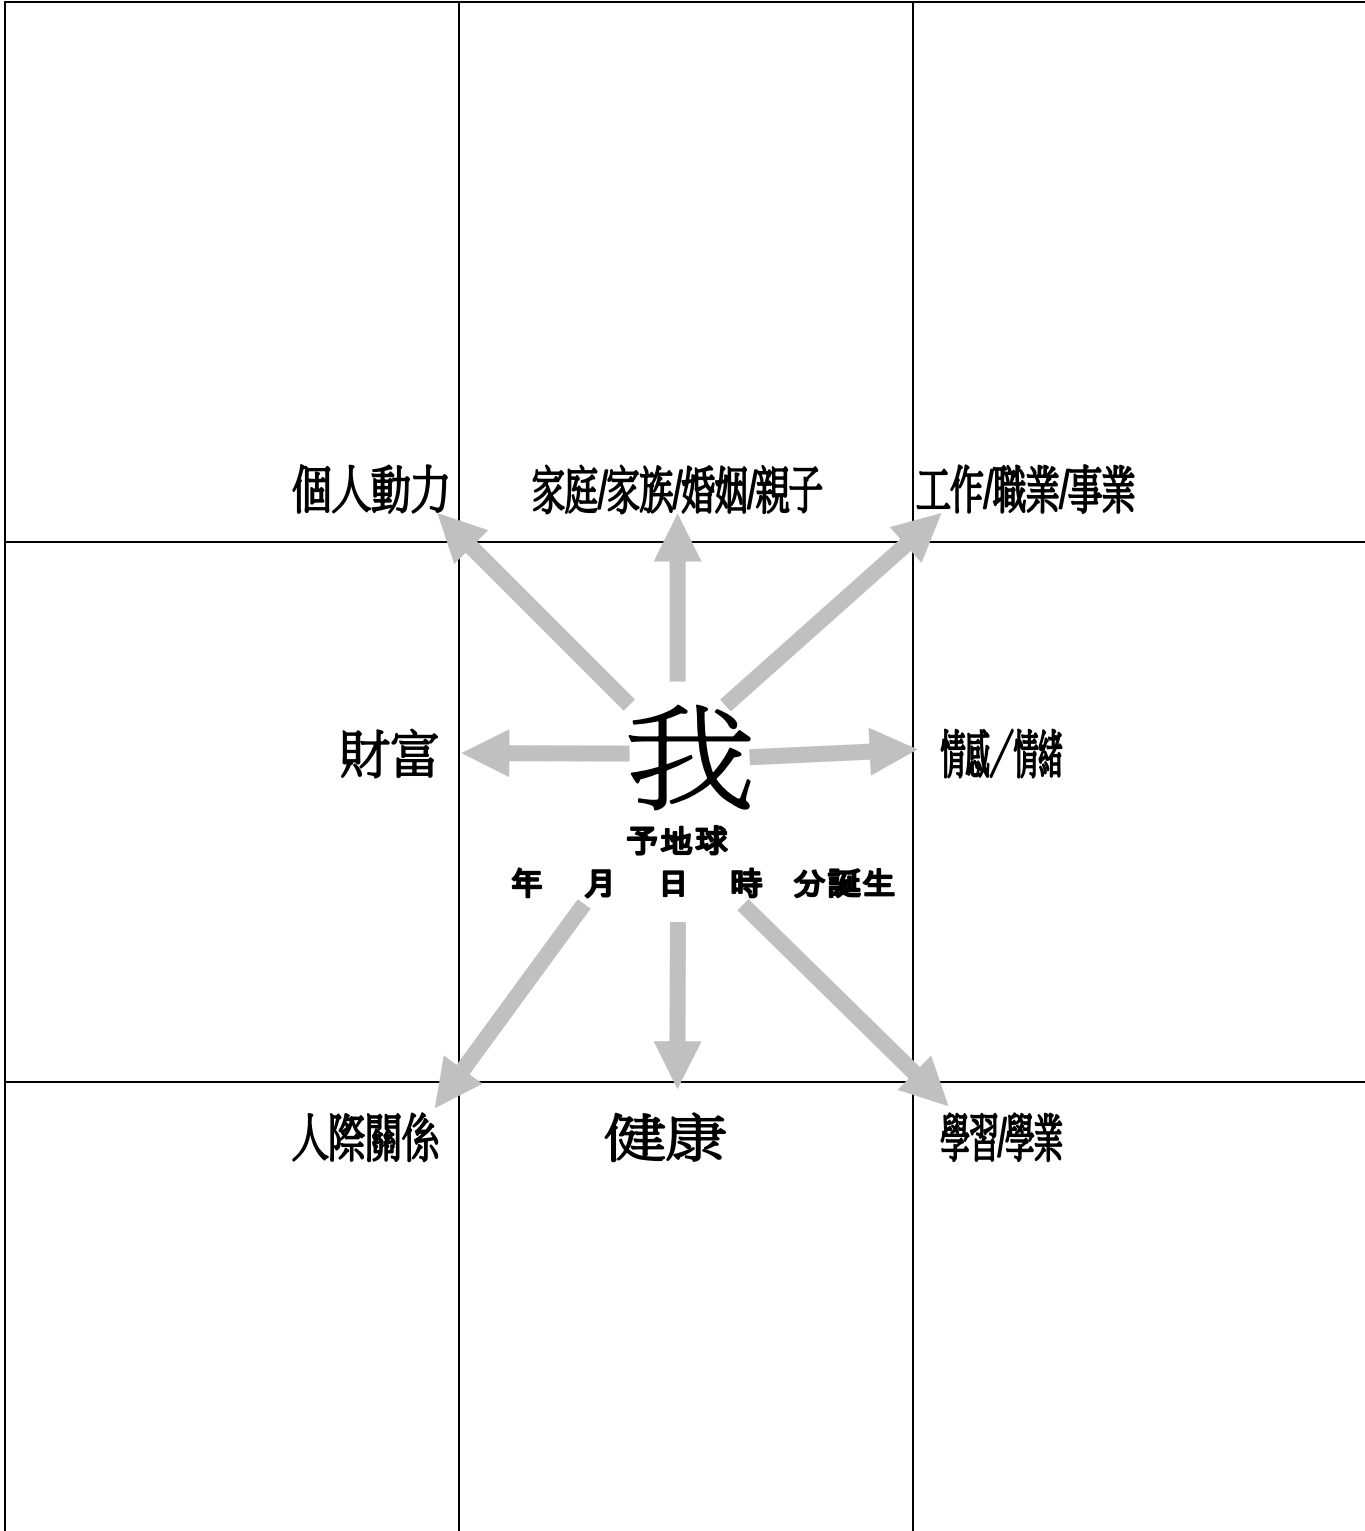 個人動力
家庭/家族/婚姻/親子
工作/職業/事業
財富
我
情感／情緒
予地球
年 月 日 時 分誕生
人際關係
健康
學習/學業